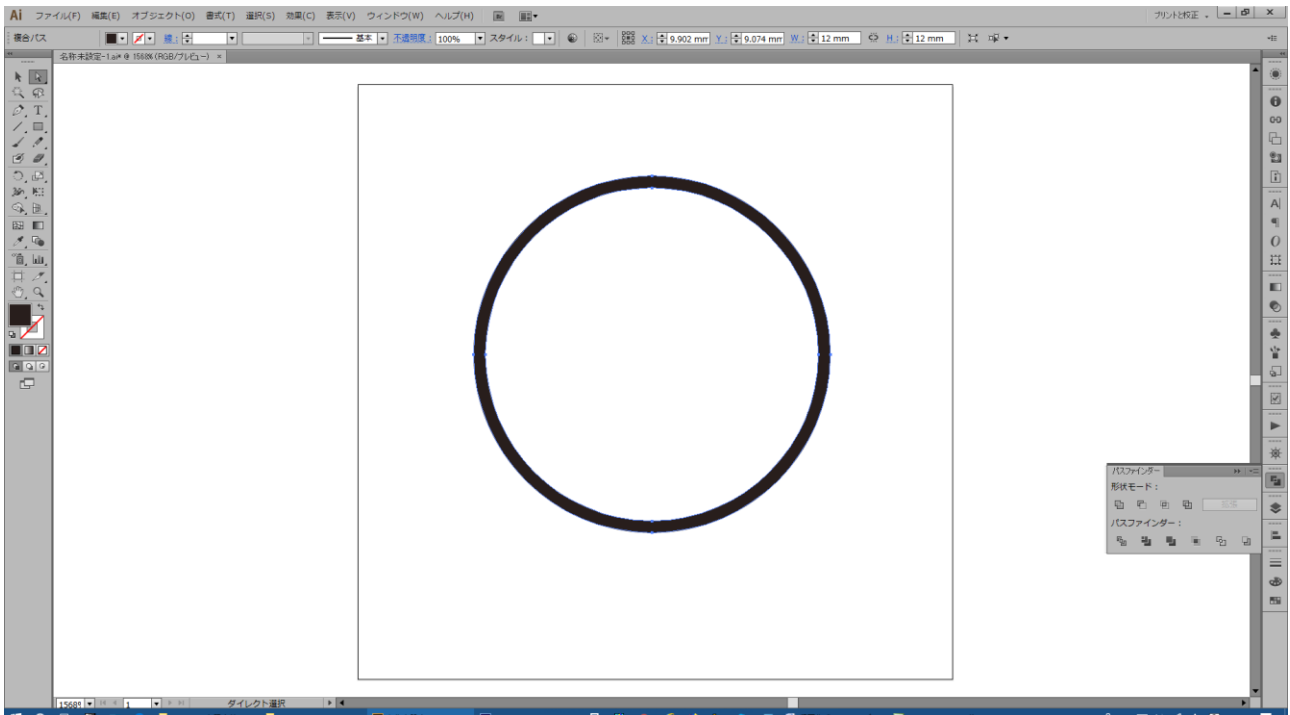 Ai ファイル(F) 編集(E) オブジェクト(O) 書式(T) 選択(S) 効果(C) 表示(V) ウィンドウ(W) ヘルプ(H) Br プリントと校正
複合パス 線: 基本 不透明度: 100% スタイル: X: 9.902 mm Y: 9.074 mm W: 12 mm H: 12 mm
名称未設定-1.ai* @ 1568% (RGB/プレビュー) ×
パスファインダー
形状モード:
拡張
パスファインダー:
1568% 1 ダイレクト選択